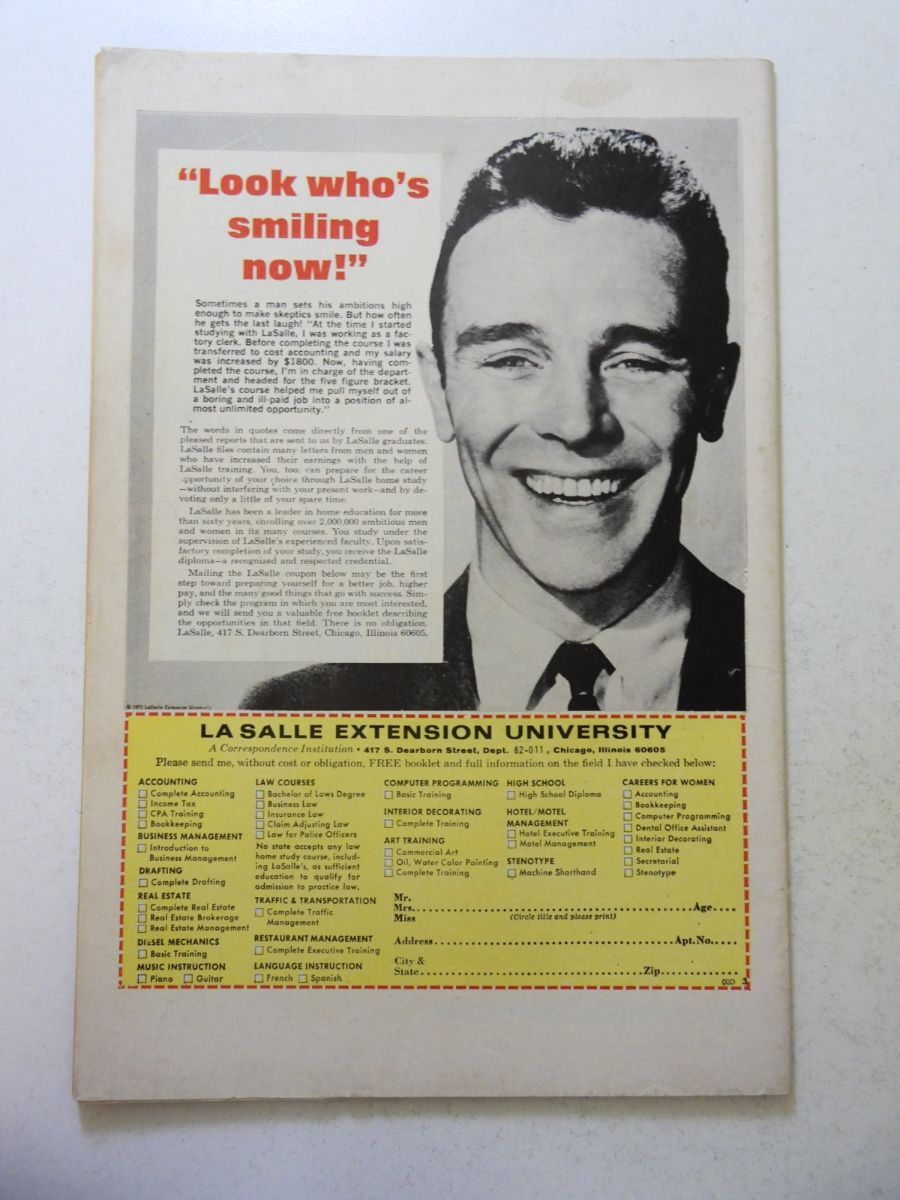 “Look who’s
smiling
now!”
Sometimes a man sets his ambitions high
enough to make skeptics smile. But how often
he gets the last laugh! “At the time I started
studying with LaSalle, I was working as a fac-
tory clerk. Before completing the course I was
transferred to cost accounting and my salary
was increased by $1800. Now, having com-
pleted the course, I’m in charge of the depart-
ment and headed for the five figure bracket.
LaSalle’s course helped me pull myself out of
a boring and ill-paid job into a position of al-
most unlimited opportunity.”
The words in quotes come directly from one of the
pleased reports that are sent to us by LaSalle graduates.
LaSalle files contain many letters from men and women
who have increased their earnings with the help of
LaSalle training. You, too, can prepare for the career
opportunity of your choice through LaSalle home study
—without interfering with your present work—and by de-
voting only a little of your spare time.
LaSalle has been a leader in home education for more
than sixty years, enrolling over 2,000,000 ambitious men
and women in its many courses. You study under the
supervision of LaSalle’s experienced faculty. Upon satis-
factory completion of your study, you receive the LaSalle
diploma—a recognized and respected credential.
Mailing the LaSalle coupon below may be the first
step toward preparing yourself for a better job, higher
pay, and the many good things that go with success. Sim-
ply check the program in which you are most interested,
and we will send you a valuable free booklet describing
the opportunities in that field. There is no obligation.
LaSalle, 417 S. Dearborn Street, Chicago, Illinois 60605.
LaSalle Extension University
LA SALLE EXTENSION UNIVERSITY
A Correspondence Institution • 417 S. Dearborn Street, Dept. 82-011, Chicago, Illinois 60605
Please send me, without cost or obligation, FREE booklet and full information on the field I have checked below:
ACCOUNTING
Complete Accounting
Income Tax
CPA Training
Bookkeeping
BUSINESS MANAGEMENT
Introduction to
Business Management
DRAFTING
Complete Drafting
REAL ESTATE
Complete Real Estate
Real Estate Brokerage
Real Estate Management
DIESEL MECHANICS
Basic Training
MUSIC INSTRUCTION
Piano Guitar
LAW COURSES
Bachelor of Laws Degree
Business Law
Insurance Law
Claim Adjusting Law
Law for Police Officers
No state accepts any law
home study course, includ-
ing LaSalle’s, as sufficient
education to qualify for
admission to practice law.
TRAFFIC & TRANSPORTATION
Complete Traffic
Management
RESTAURANT MANAGEMENT
Complete Executive Training
LANGUAGE INSTRUCTION
French Spanish
COMPUTER PROGRAMMING
Basic Training
INTERIOR DECORATING
Complete Training
ART TRAINING
Commercial Art
Oil, Water Color Painting
Complete Training
HIGH SCHOOL
High School Diploma
HOTEL/MOTEL
MANAGEMENT
Hotel Executive Training
Motel Management
STENOTYPE
Machine Shorthand
CAREERS FOR WOMEN
Accounting
Bookkeeping
Computer Programming
Dental Office Assistant
Interior Decorating
Real Estate
Secretarial
Stenotype
Mr.
Mrs. Age
Miss (Circle title and please print)
Address Apt.No.
City &
State Zip
000 3